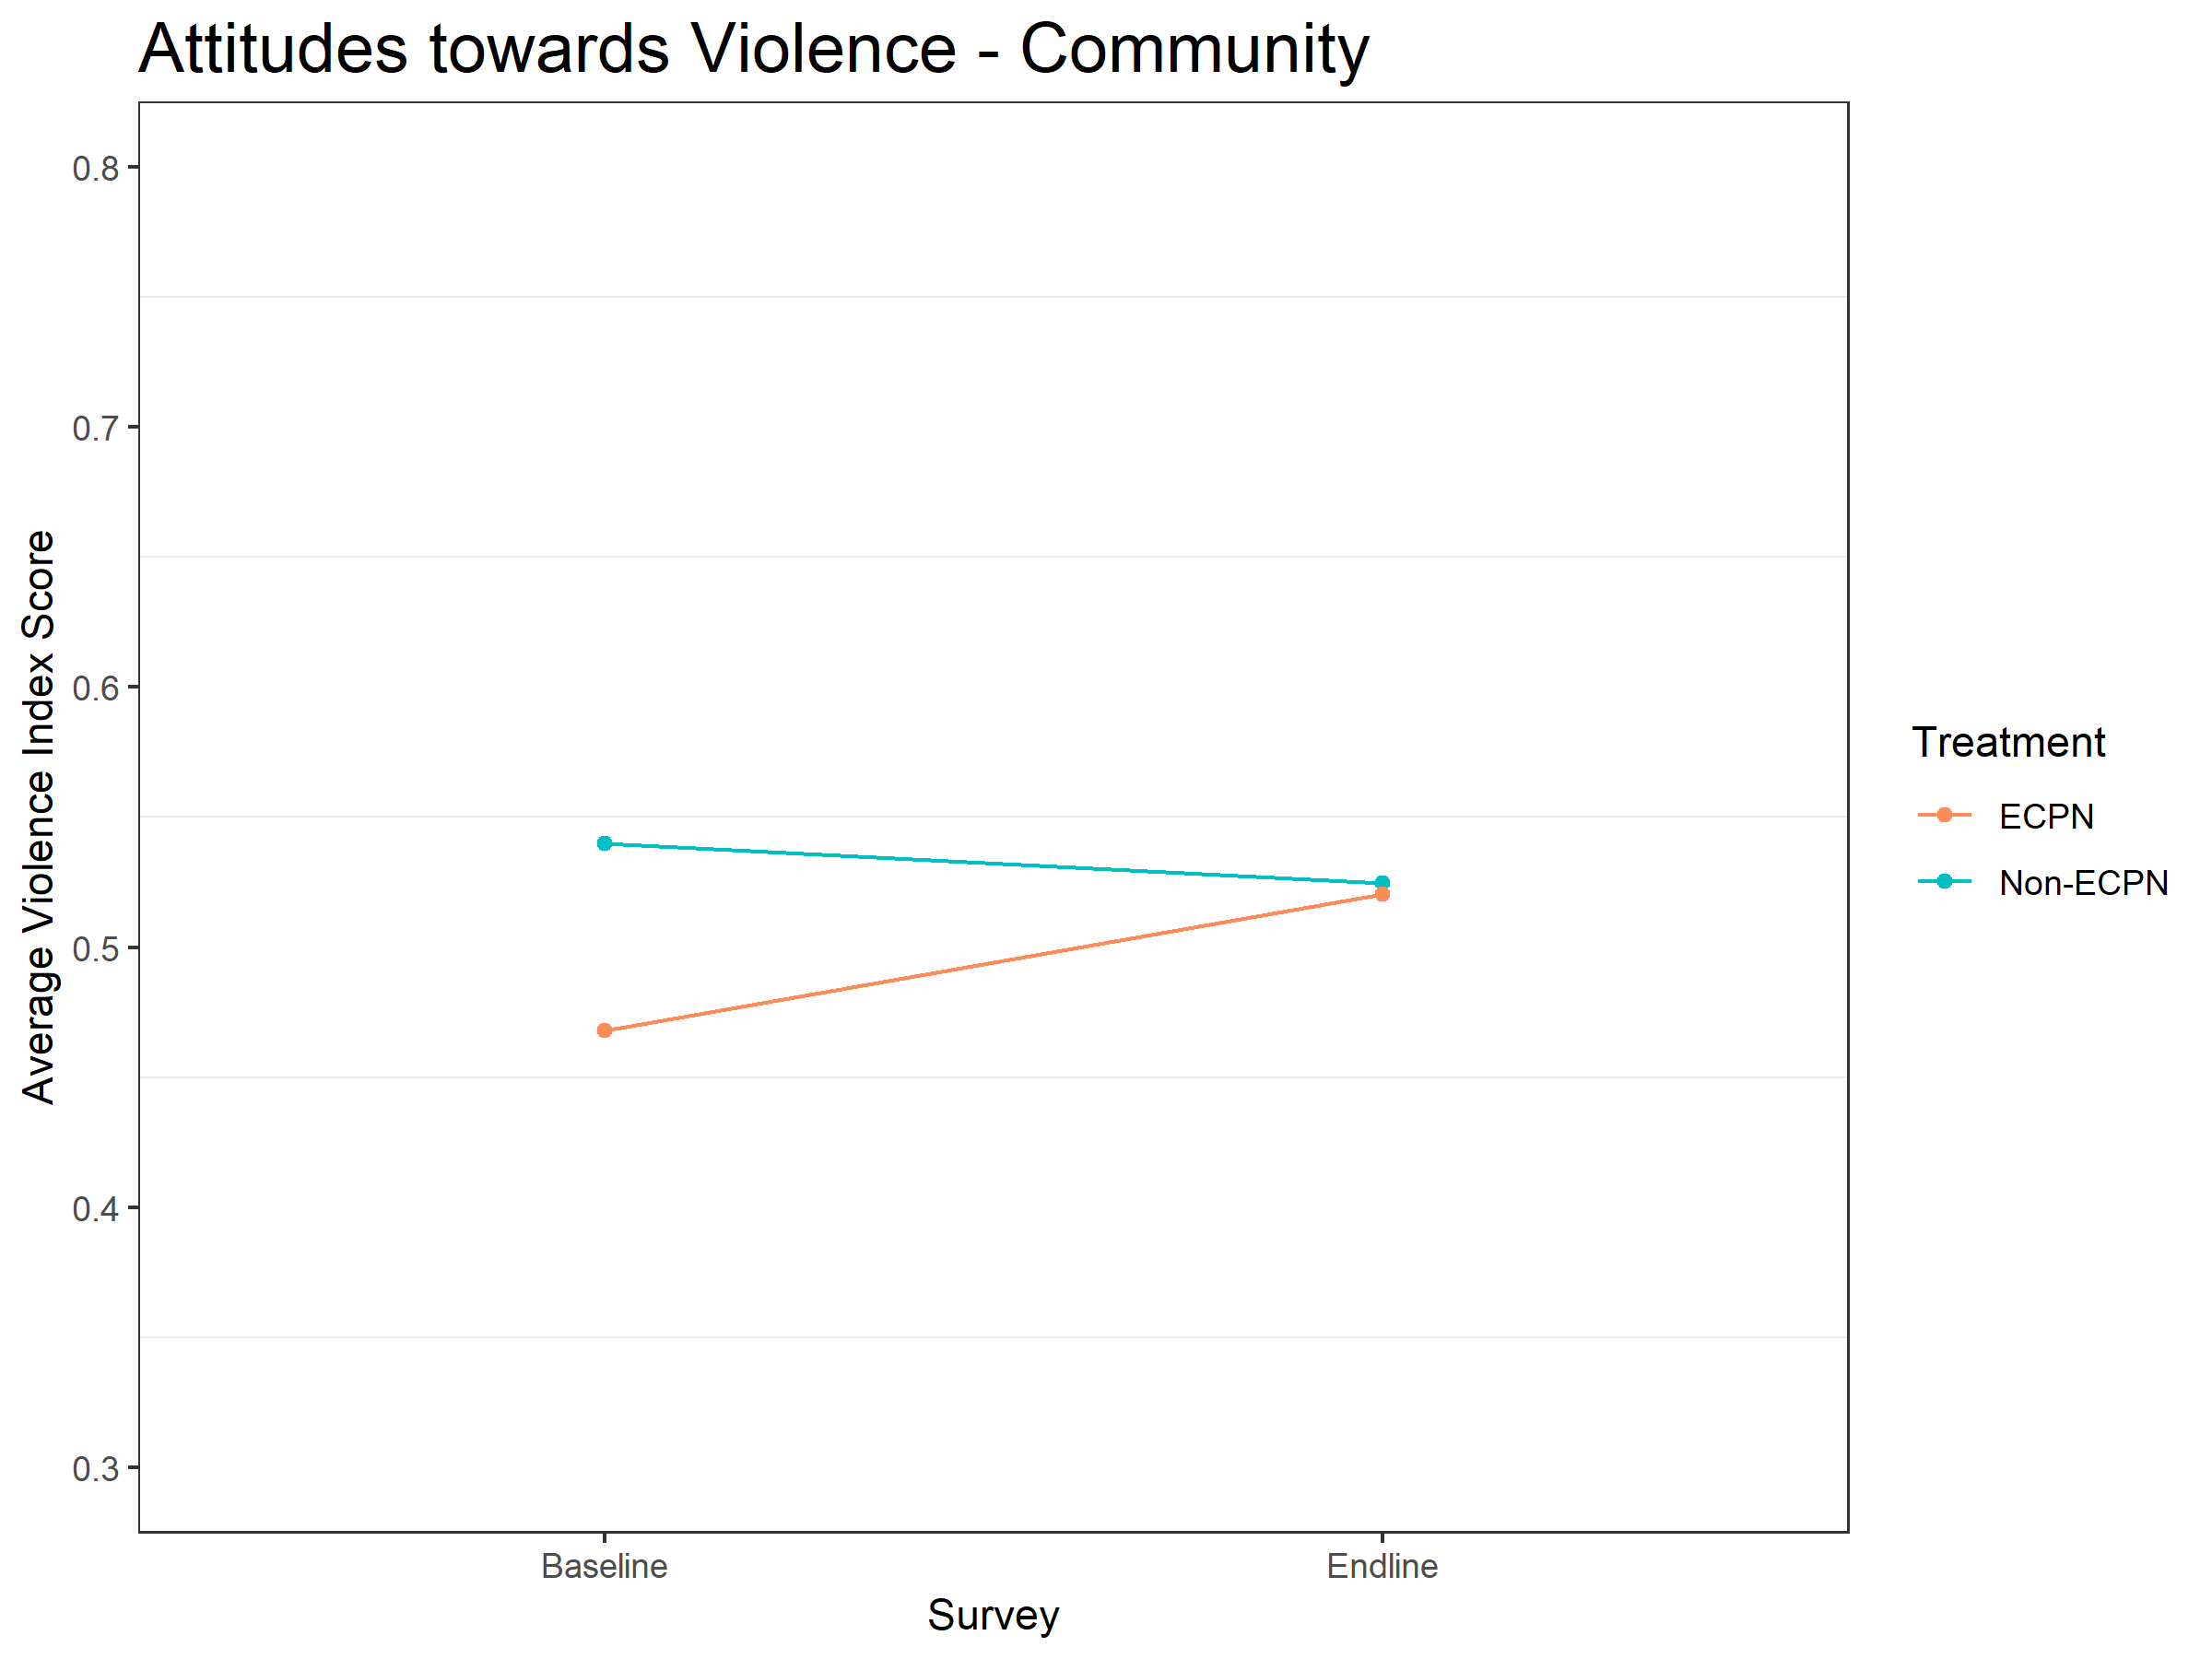 Attitudes towards Violence - Community
0.8
0.7
0.6
0.5
0.4
0.3
Average Violence Index Score
Baseline
Endline
Survey
Treatment
ECPN
Non-ECPN